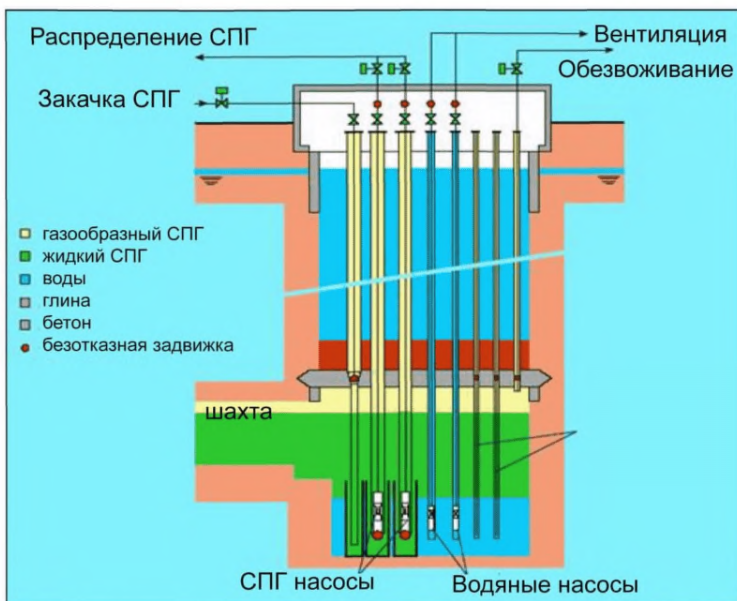 Распределение СПГ
Вентиляция
Обезвоживание
Закачка СПГ
газообразный СПГ
жидкий СПГ
воды
глина
бетон
безотказная задвижка
шахта
СПГ насосы
Водяные насосы